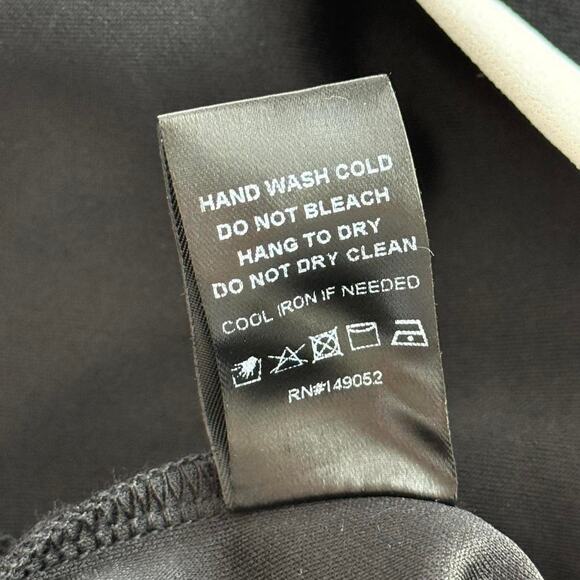 HAND WASH COLD
DO NOT BLEACH
HANG TO DRY
DO NOT DRY CLEAN
COOL IRON IF NEEDED
RN#149052